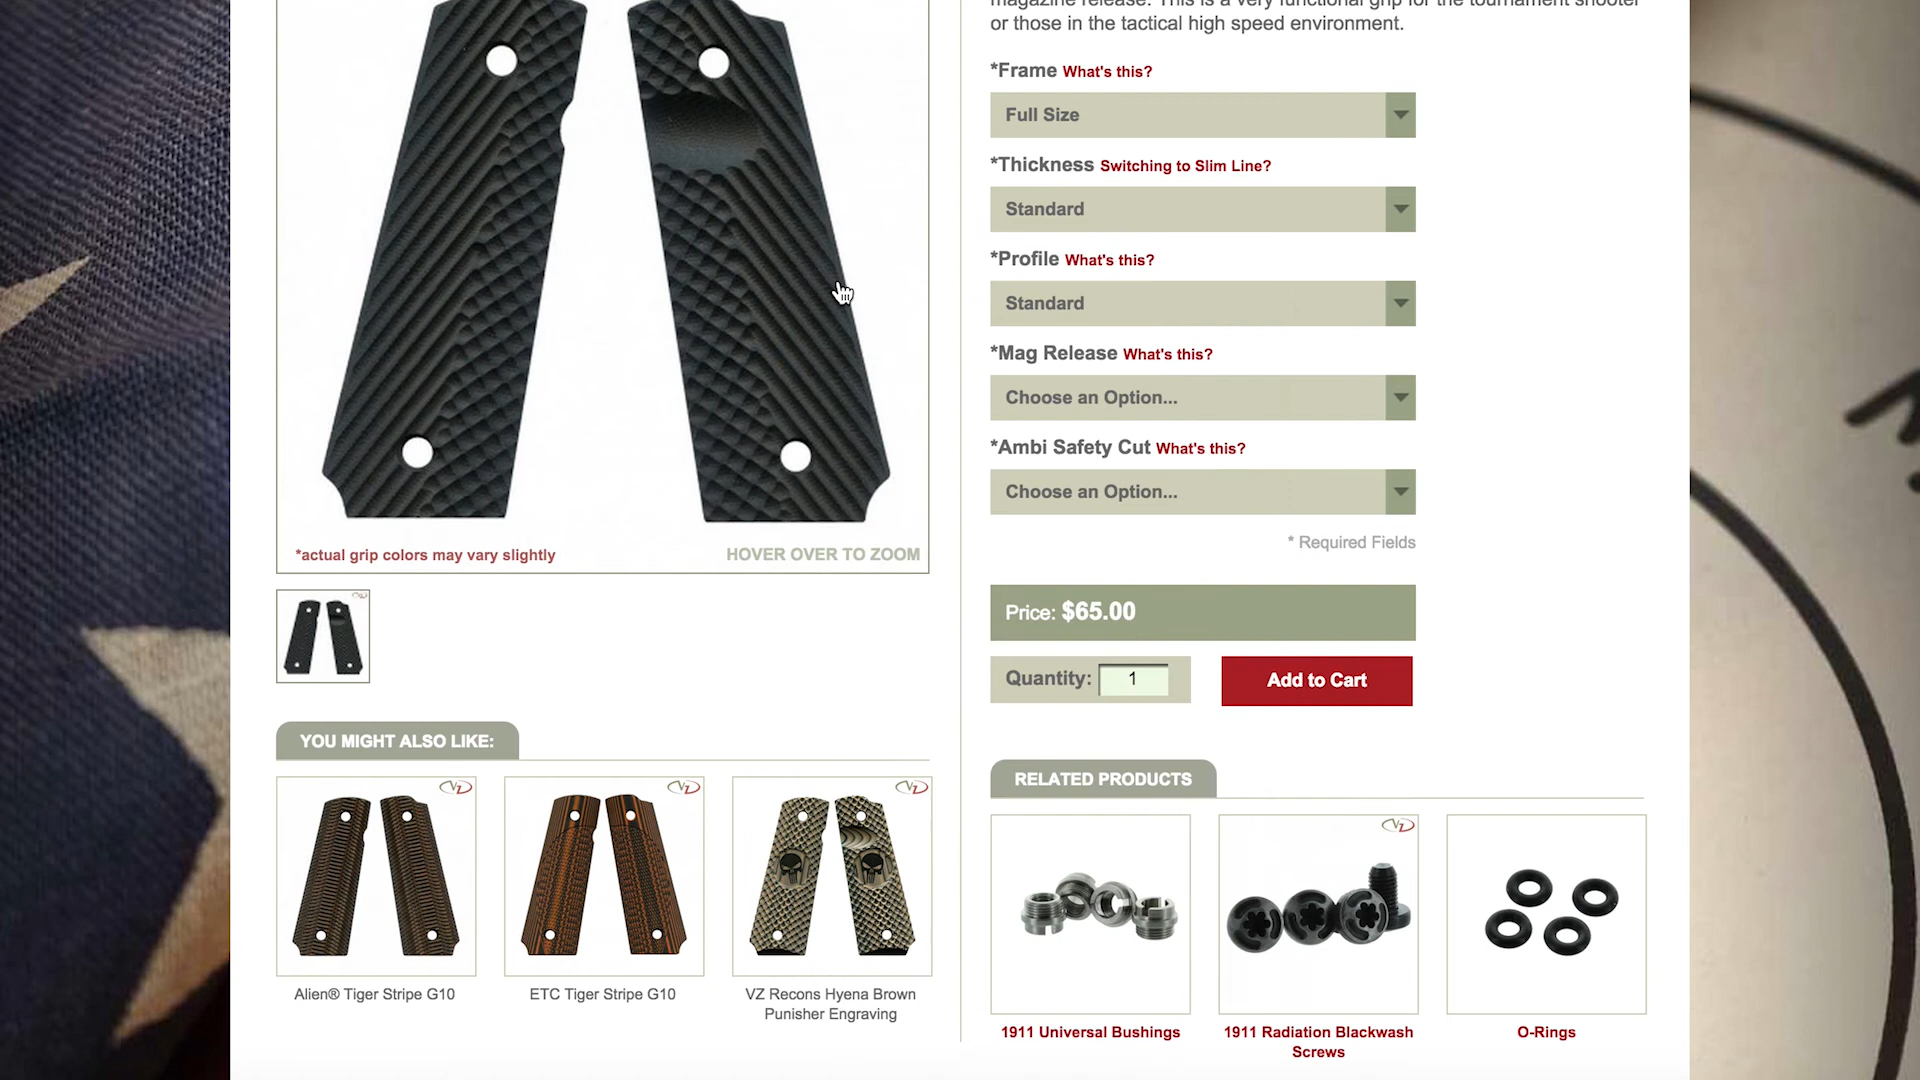 magazine release. This is a very functional grip for the tournament shooter
or those in the tactical high speed environment.
*Frame What's this?
Full Size
*Thickness Switching to Slim Line?
Standard
*Profile What's this?
Standard
*Mag Release What's this?
Choose an Option...
*Ambi Safety Cut What's this?
Choose an Option...
* Required Fields
Price: $65.00
Quantity: 1
Add to Cart
*actual grip colors may vary slightly
HOVER OVER TO ZOOM
YOU MIGHT ALSO LIKE:
VZ
VZ
VZ
Alien® Tiger Stripe G10
ETC Tiger Stripe G10
VZ Recons Hyena Brown
Punisher Engraving
RELATED PRODUCTS
VZ
1911 Universal Bushings
1911 Radiation Blackwash
Screws
O-Rings